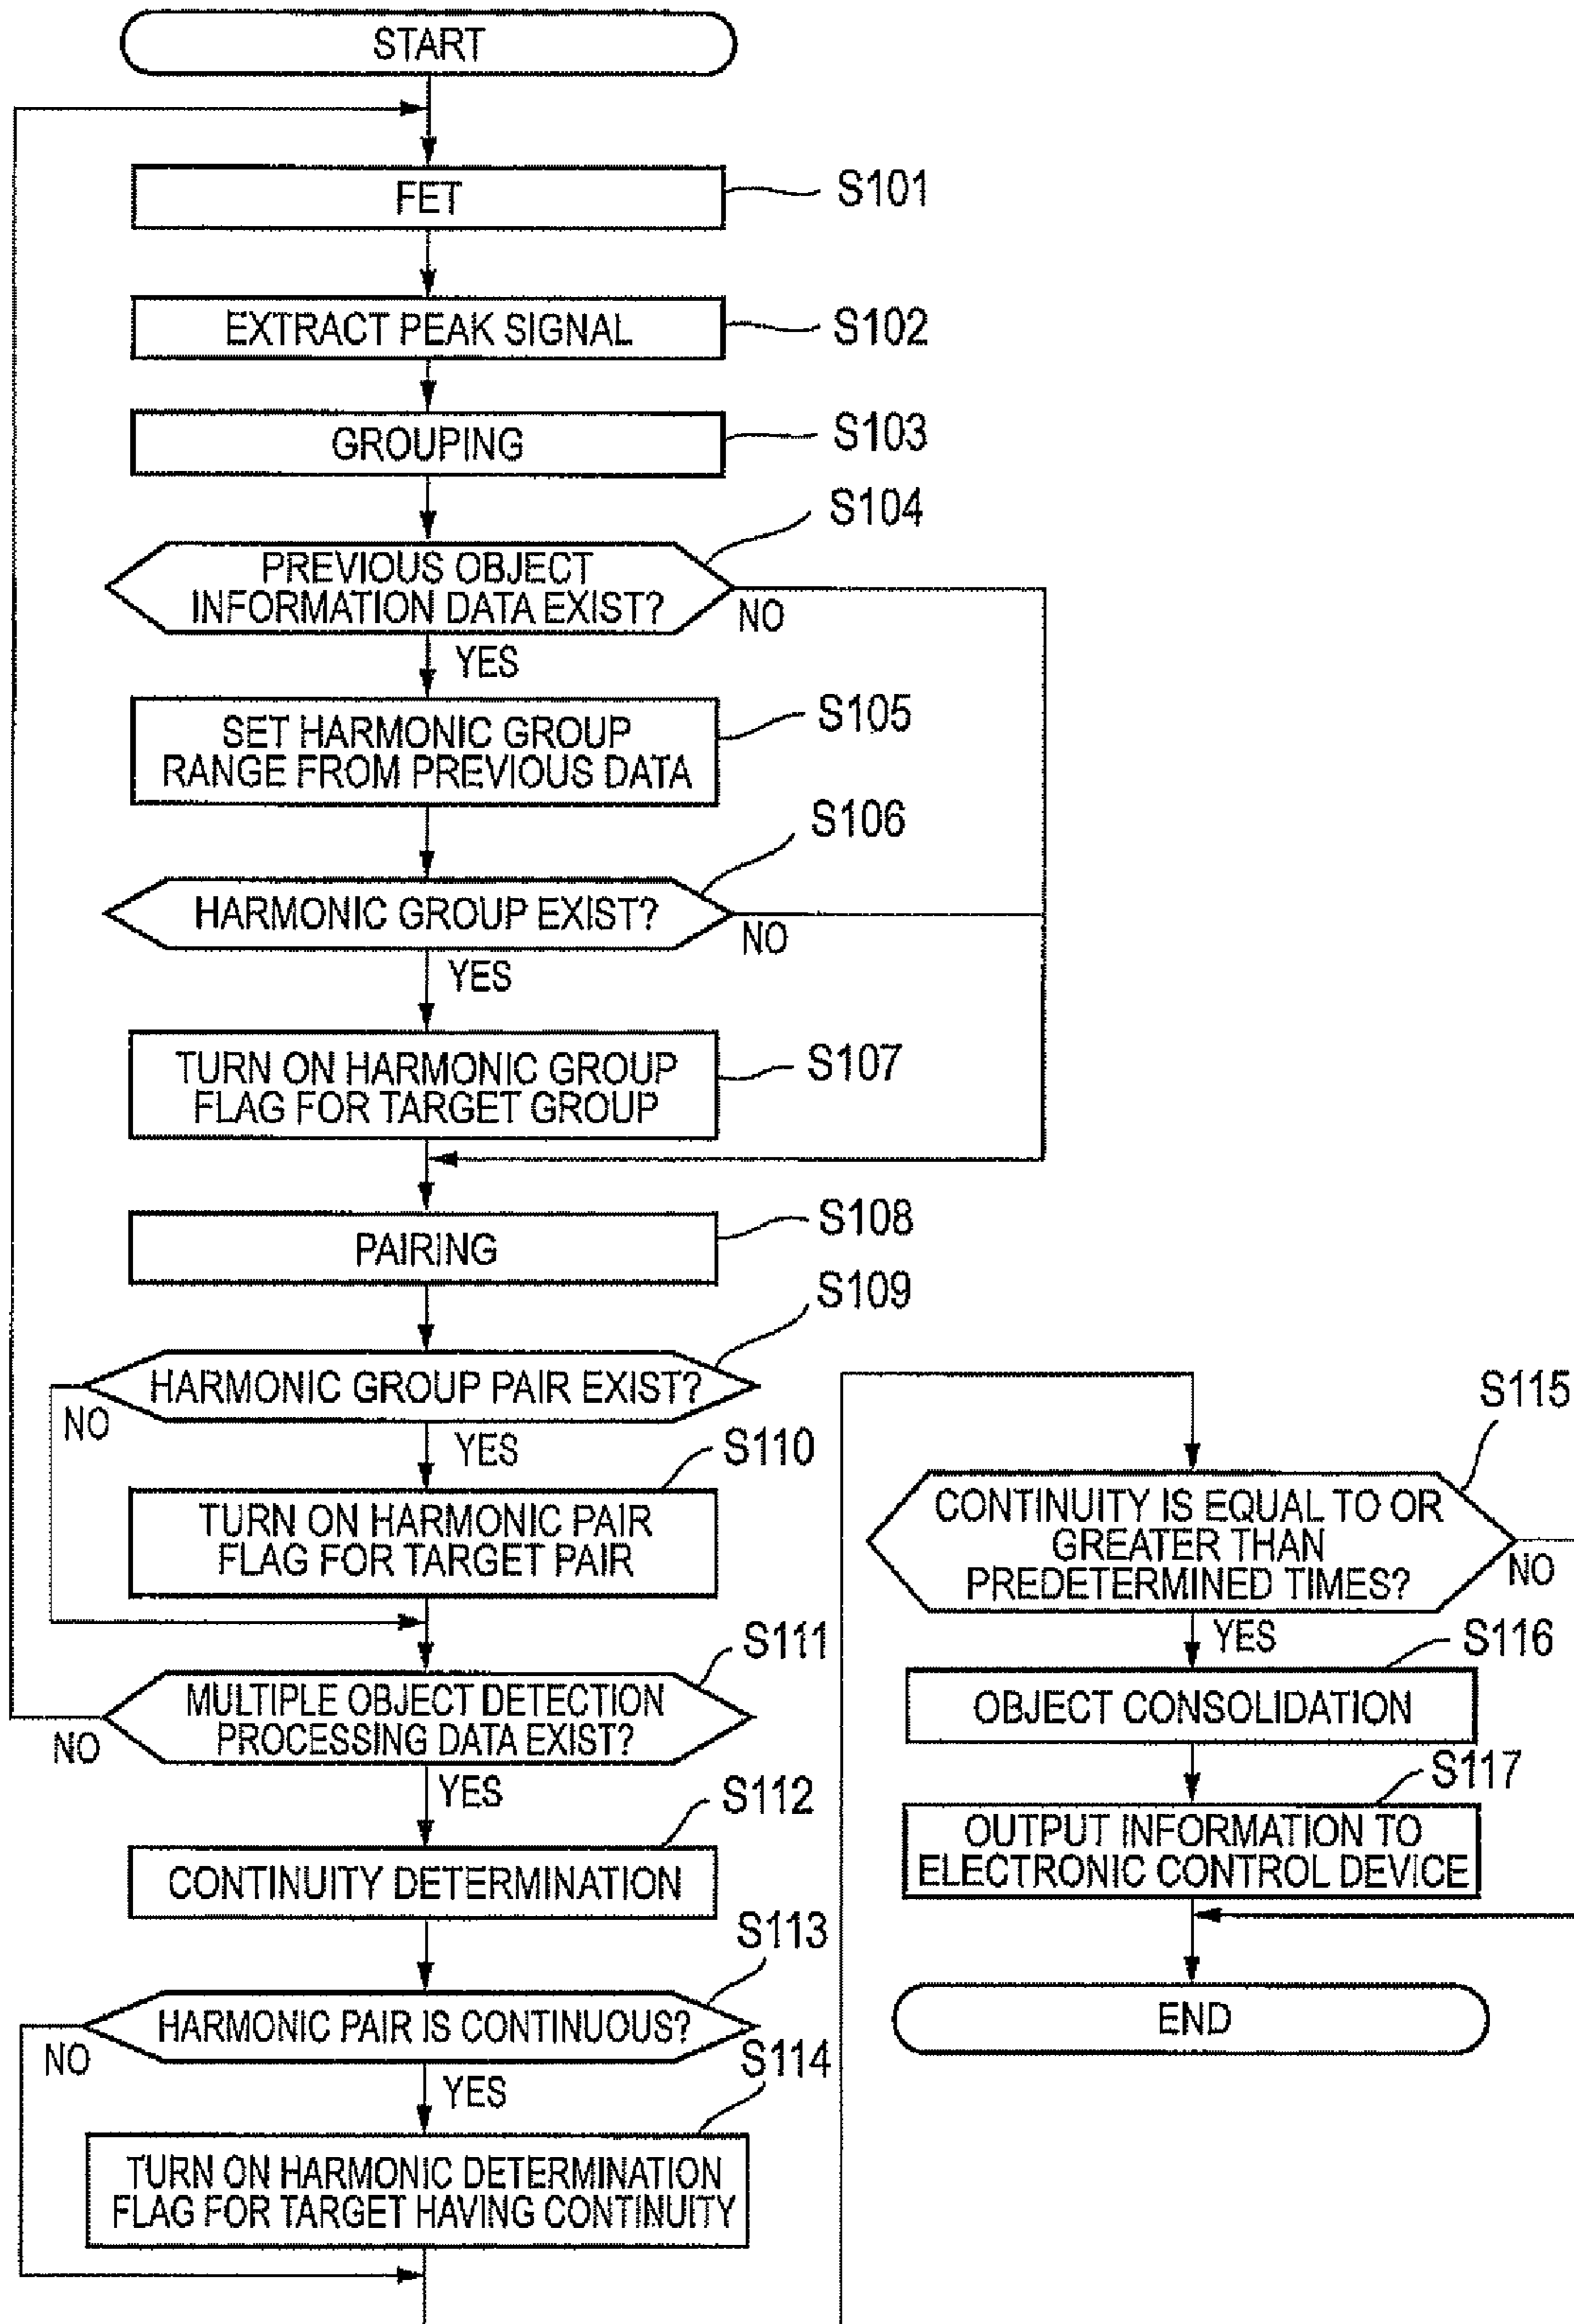 START
FET
S101
EXTRACT PEAK SIGNAL
S102
GROUPING
S103
S104
PREVIOUS OBJECT
INFORMATION DATA EXIST?
NO
YES
SET HARMONIC GROUP
RANGE FROM PREVIOUS DATA
S105
S106
HARMONIC GROUP EXIST?
NO
YES
TURN ON HARMONIC GROUP
FLAG FOR TARGET GROUP
S107
PAIRING
S108
S109
HARMONIC GROUP PAIR EXIST?
NO
YES
S110
TURN ON HARMONIC PAIR
FLAG FOR TARGET PAIR
S111
MULTIPLE OBJECT DETECTION
PROCESSING DATA EXIST?
NO
YES
S112
CONTINUITY DETERMINATION
S113
HARMONIC PAIR IS CONTINUOUS?
NO
YES
S114
TURN ON HARMONIC DETERMINATION
FLAG FOR TARGET HAVING CONTINUITY
S115
CONTINUITY IS EQUAL TO OR
GREATER THAN
PREDETERMINED TIMES?
NO
YES
S116
OBJECT CONSOLIDATION
S117
OUTPUT INFORMATION TO
ELECTRONIC CONTROL DEVICE
END